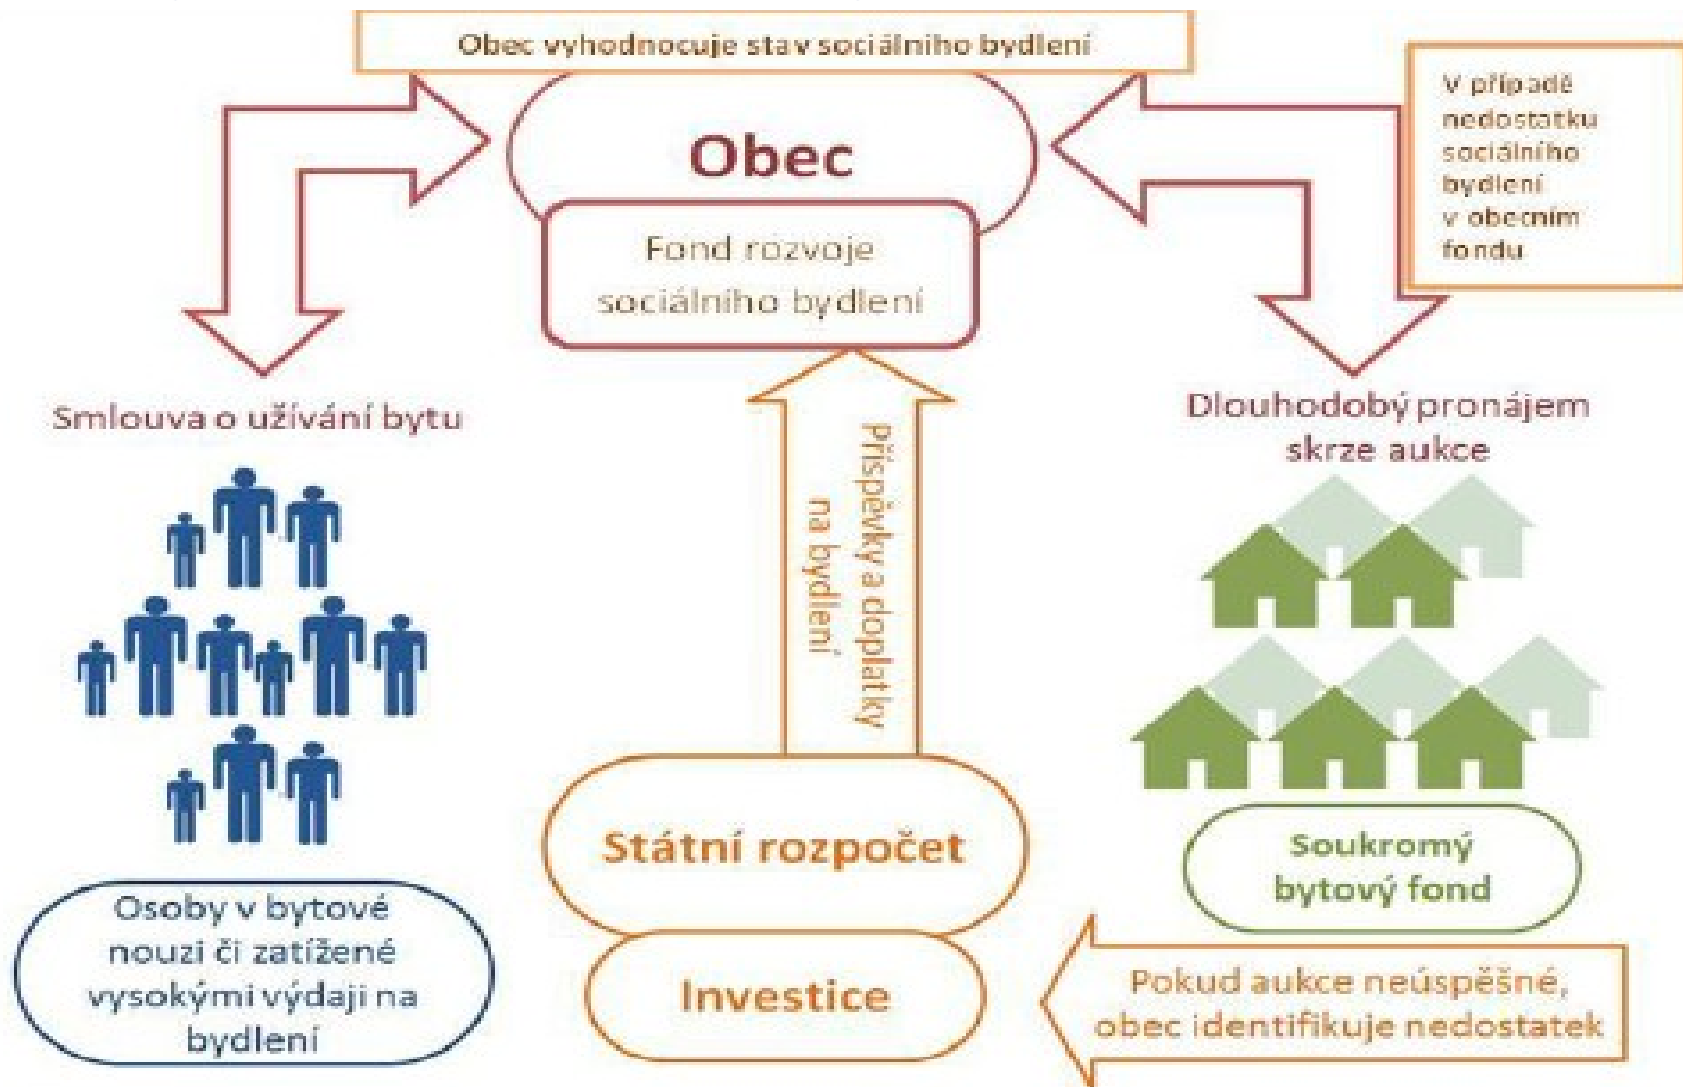 Obec vyhodnocuje stav sociálního bydlení
V případě
nedostatku
sociálního
bydlení
v obecním
fondu
Obec
Fond rozvoje
sociálního bydlení
Smlouva o užívání bytu
Dlouhodobý pronájem
skrze aukce
Příspěvky a doplatky
na bydlení
Státní rozpočet
Soukromý
bytový fond
Osoby v bytové
nouzi či zatížené
vysokými výdaji na
bydlení
Investice
Pokud aukce neúspěšné,
obec identifikuje nedostatek